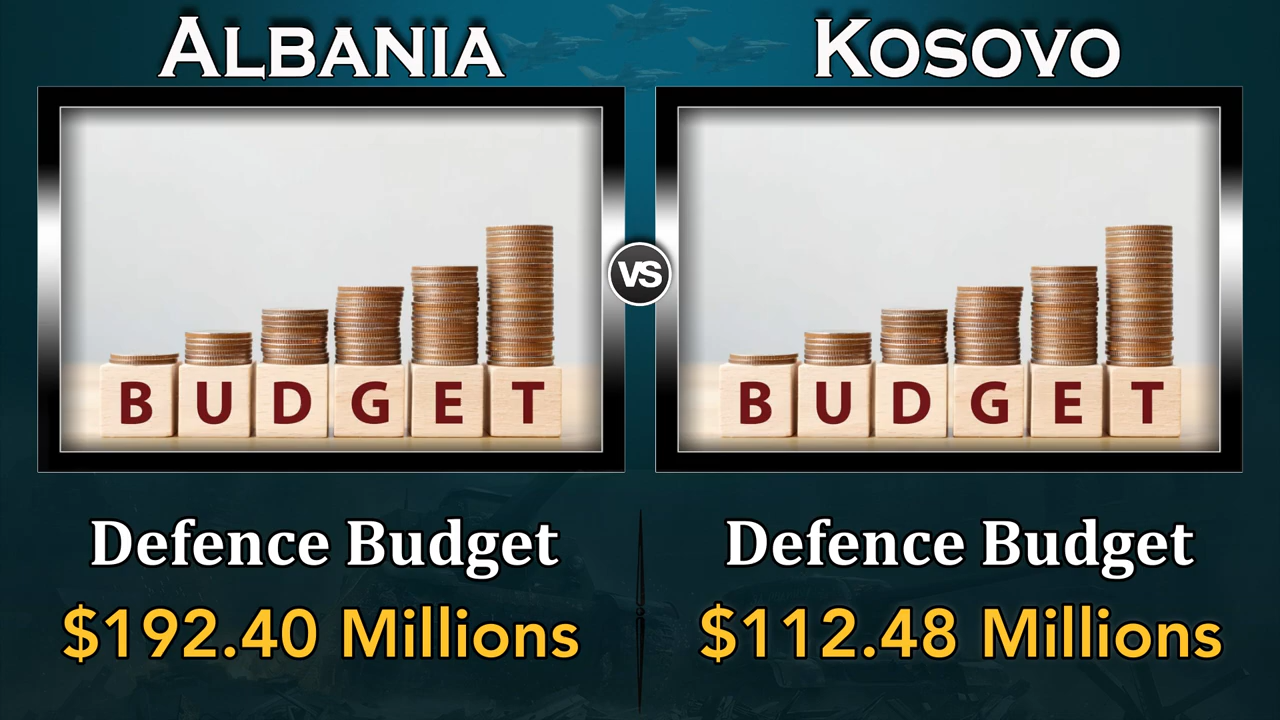 ALBANIA
KOSOVO
VS
BUDGET
BUDGET
Defence Budget
$192.40 Millions
Defence Budget
$112.48 Millions